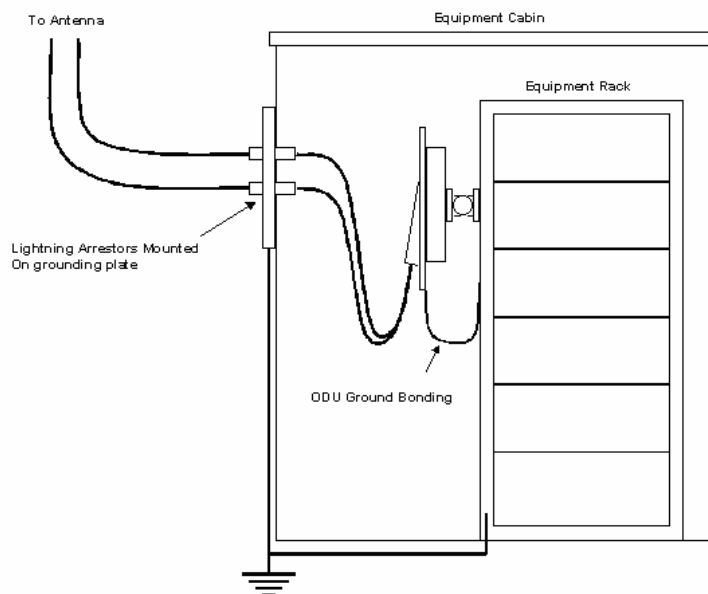 To Antenna
Equipment Cabin
Equipment Rack
Lightning Arrestors Mounted
On grounding plate
ODU Ground Bonding